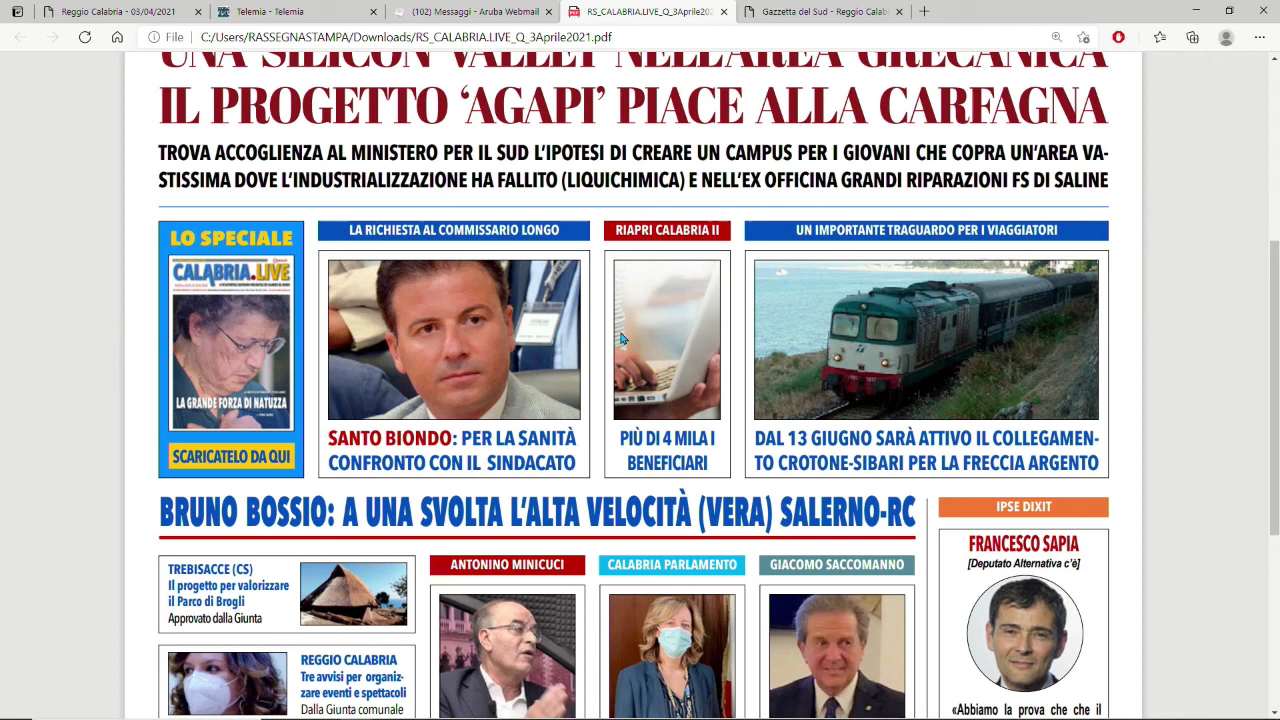 Reggio Calabria - 03/04/2021
Telemia - Telemia
(102) Messaggi - Aruba Webmail
RS_CALABRIA.LIVE_Q_3Aprile2021.
Gazzetta del Sud - Reggio Calab
File
C:/Users/RASSEGNASTAMPA/Downloads/RS_CALABRIA.LIVE_Q_3Aprile2021.pdf
UNA SILICON VALLEY NELL'AREA GRECANICA
IL PROGETTO ‘AGAPI’ PIACE ALLA CARFAGNA
TROVA ACCOGLIENZA AL MINISTERO PER IL SUD L’IPOTESI DI CREARE UN CAMPUS PER I GIOVANI CHE COPRA UN’AREA VA-
STISSIMA DOVE L’INDUSTRIALIZZAZIONE HA FALLITO (LIQUICHIMICA) E NELL’EX OFFICINA GRANDI RIPARAZIONI FS DI SALINE
LO SPECIALE
CALABRIA.LIVE
LA GRANDE FORZA DI NATUZZA
SCARICATELO DA QUI
LA RICHIESTA AL COMMISSARIO LONGO
SANTO BIONDO: PER LA SANITÀ
CONFRONTO CON IL SINDACATO
RIAPRI CALABRIA II
PIÙ DI 4 MILA I
BENEFICIARI
UN IMPORTANTE TRAGUARDO PER I VIAGGIATORI
DAL 13 GIUGNO SARÀ ATTIVO IL COLLEGAMEN-
TO CROTONE-SIBARI PER LA FRECCIA ARGENTO
BRUNO BOSSIO: A UNA SVOLTA L’ALTA VELOCITÀ (VERA) SALERNO-RC
TREBISACCE (CS)
Il progetto per valorizzare
il Parco di Brogli
Approvato dalla Giunta
REGGIO CALABRIA
Tre avvisi per organiz-
zare eventi e spettacoli
Dalla Giunta comunale
ANTONINO MINICUCI
CALABRIA PARLAMENTO
GIACOMO SACCOMANNO
IPSE DIXIT
FRANCESCO SAPIA
[Deputato Alternativa c’è]
«Abbiamo la prova che che il